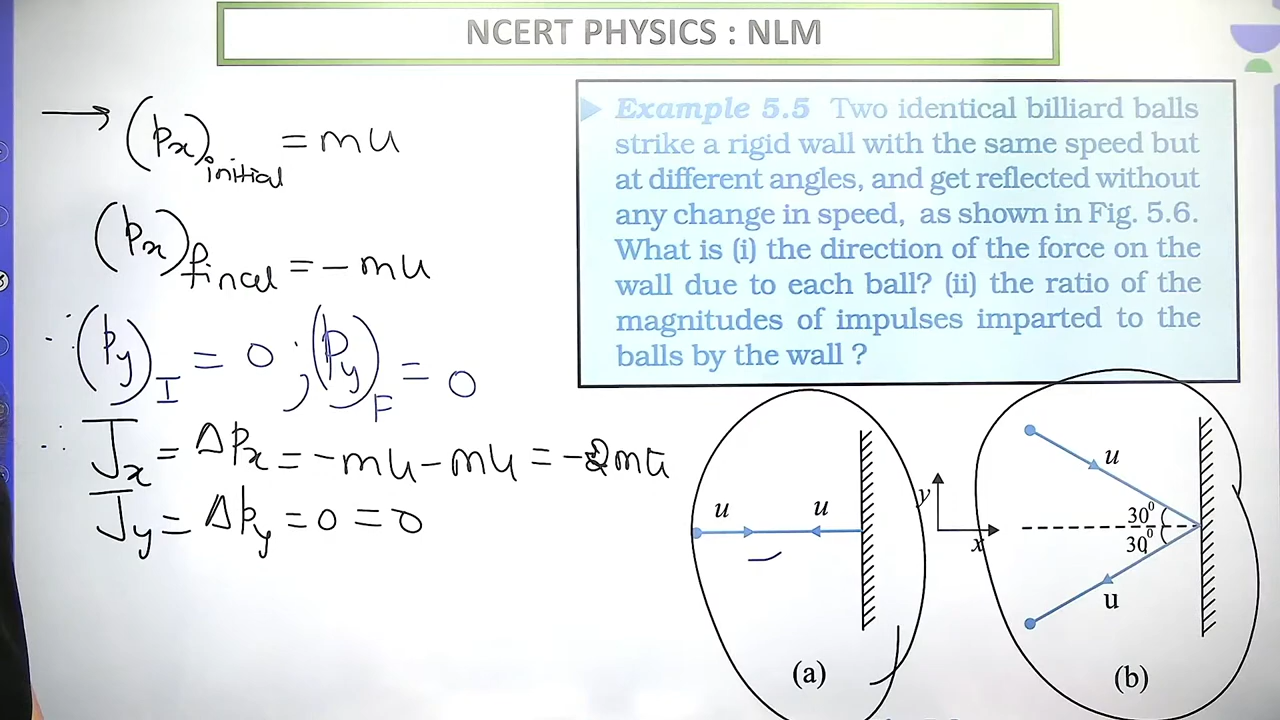 NCERT PHYSICS : NLM
(px)initial = mu
(px)final = -mu
∵ (py)I = 0 ; (py)F = 0
∴ Jx = Δpx = -mu-mu = -2mu
Jy = Δpy = 0 = 0
Example 5.5 Two identical billiard balls
strike a rigid wall with the same speed but
at different angles, and get reflected without
any change in speed, as shown in Fig. 5.6.
What is (i) the direction of the force on the
wall due to each ball? (ii) the ratio of the
magnitudes of impulses imparted to the
balls by the wall ?
u u
(a)
y
x
u
30°
30°
u
(b)